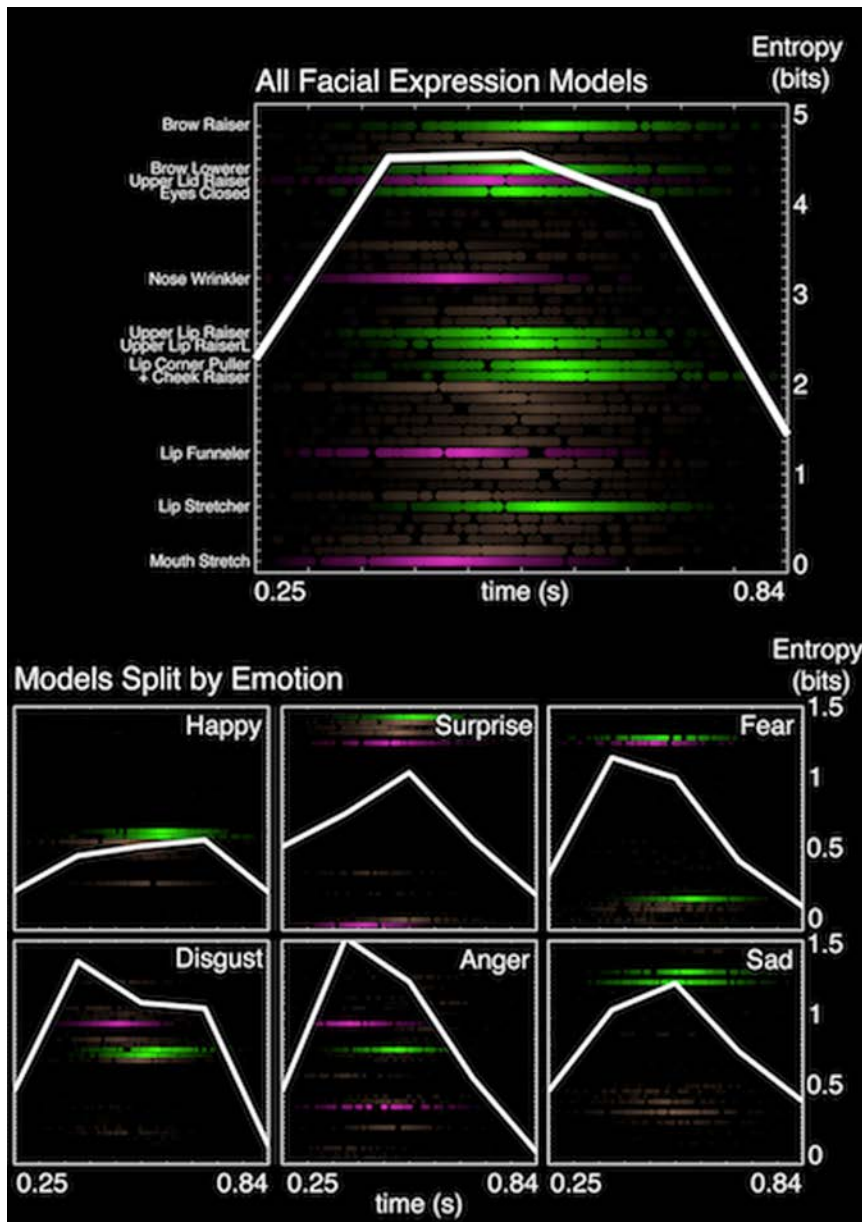 Entropy
(bits)
All Facial Expression Models
5
Brow Raiser
Brow Lowerer
Upper Lid Raiser
Eyes Closed
4
Nose Wrinkler
3
Upper Lip Raiser
Upper Lip RaiserL
Lip Corner Puller
+ Cheek Raiser
2
Lip Funneler
1
Lip Stretcher
Mouth Stretch
0
0.25 time (s) 0.84
Entropy
(bits)
Models Split by Emotion
1.5
Happy Surprise Fear
1
0.5
0
1.5
Disgust Anger Sad
1
0.5
0
0.25 0.84 0.25 0.84 0.25 0.84
time (s)